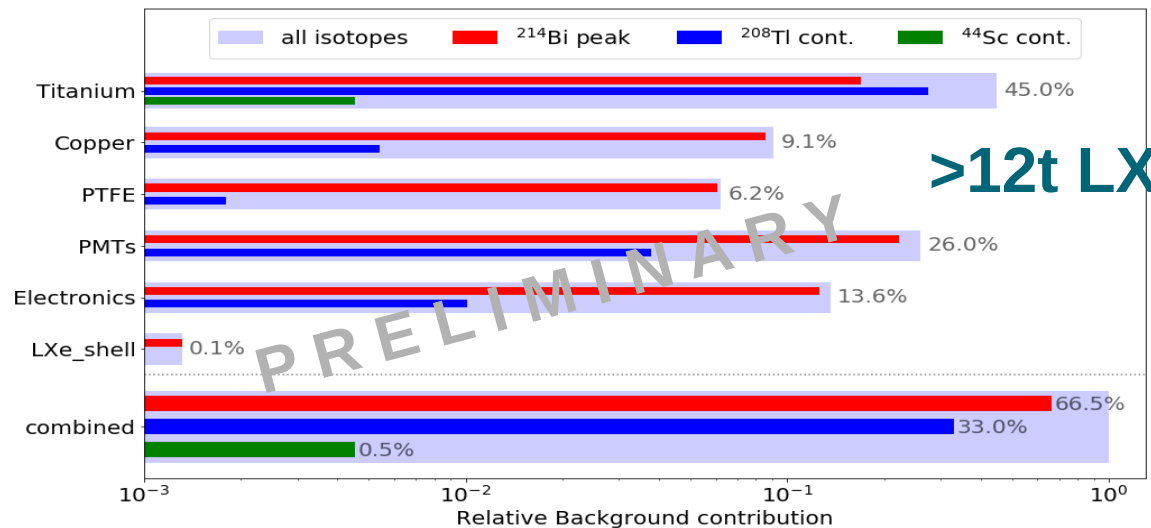 all isotopes ²¹⁴Bi peak ²⁰⁸Tl cont. ⁴⁴Sc cont.
Titanium 45.0%
Copper 9.1%
>12t LX
PTFE 6.2%
PMTs 26.0%
Electronics 13.6%
LXe_shell 0.1%
PRELIMINARY
66.5%
combined 33.0%
0.5%
10⁻³ 10⁻² 10⁻¹ 10⁰
Relative Background contribution